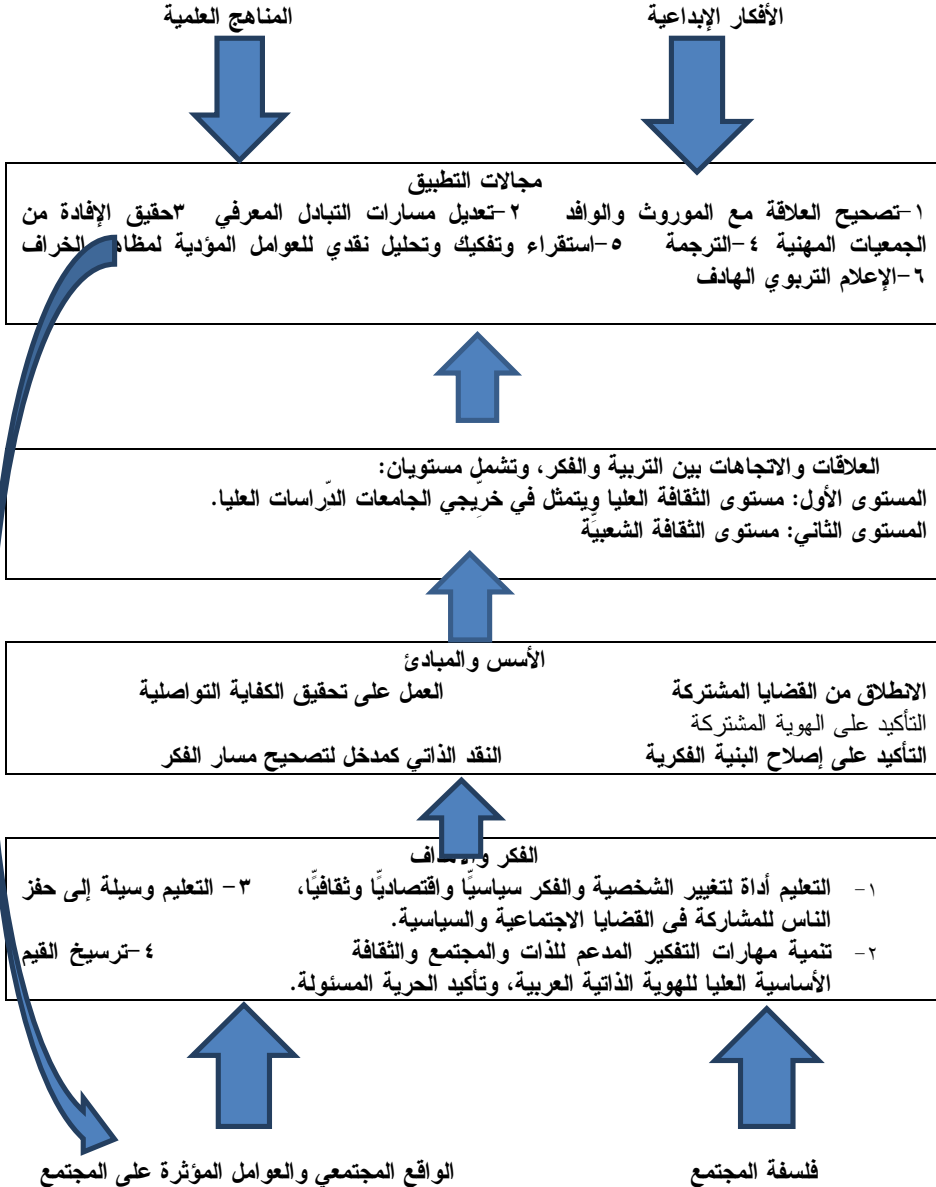 الأفكار الإبداعية
المناهج العلمية
مجالات التطبيق
١-تصحيح العلاقة مع الموروث والوافد ٢-تعديل مسارات التبادل المعرفي ٣حقيق الإفادة من
الجمعيات المهنية ٤-الترجمة ٥-استقراء وتفكيك وتحليل نقدي للعوامل المؤدية الخراف
٦-الإعلام التربوي الهادف
العلاقات والاتجاهات بين التربية والفكر، وتشمل مستويان:
المستوى الأول: مستوى الثقافة العليا ويتمثل في خرّيجي الجامعات الدّراسات العليا.
المستوى الثاني: مستوى الثقافة الشعبيّة
الأسس والمبادئ
الانطلاق من القضايا المشتركة العمل على تحقيق الكفاية التواصلية
التأكيد على الهوية المشتركة
التأكيد على إصلاح البنية الفكرية النقد الذاتي كمدخل لتصحيح مسار الفكر
الفكر
١- التعليم أداة لتغيير الشخصية والفكر سياسيًّا واقتصاديًّا وثقافيًّا، ٣- التعليم وسيلة إلى حفز
الناس للمشاركة فى القضايا الاجتماعية والسياسية.
٢- تنمية مهارات التفكير المدعم للذات والمجتمع والثقافة ٤-ترسيخ القيم
الأساسية العليا للهوية الذاتية العربية، وتأكيد الحرية المسئولة.
فلسفة المجتمع
الواقع المجتمعي والعوامل المؤثرة على المجتمع